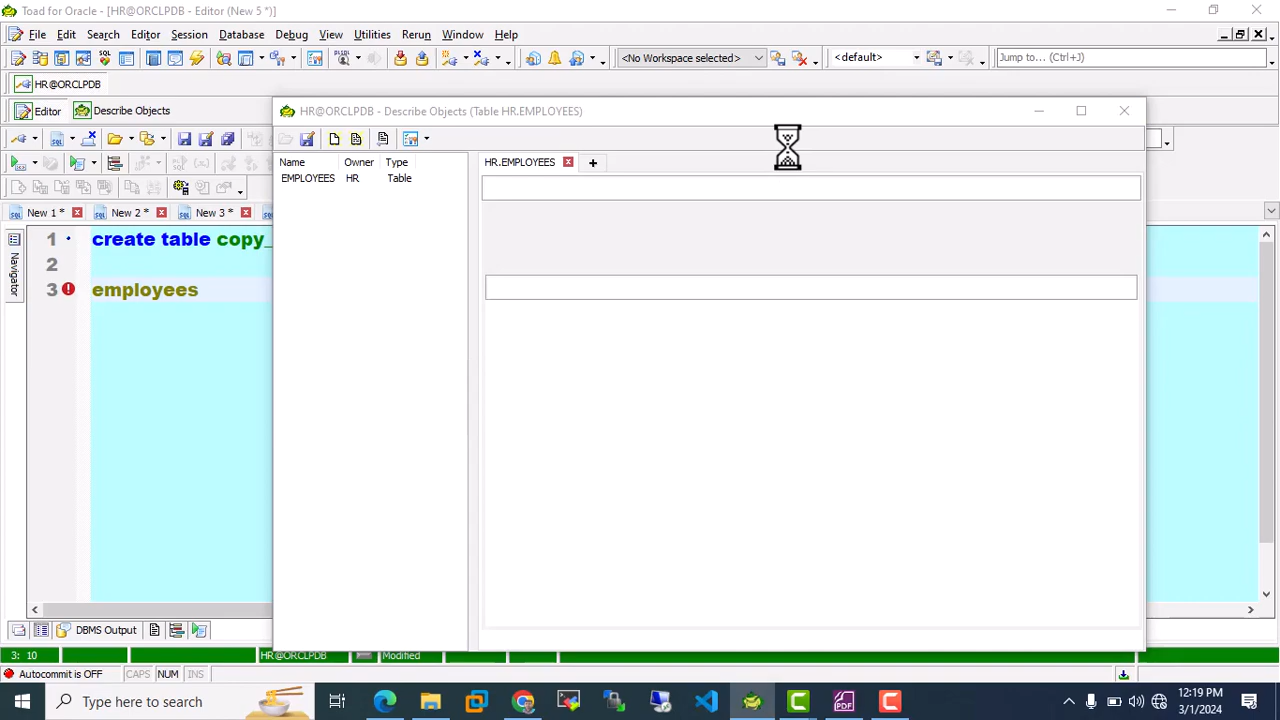 Toad for Oracle - [HR@ORCLPDB - Editor (New 5 *)]
File Edit Search Editor Session Database Debug View Utilities Rerun Window Help
<No Workspace selected> <default> Jump to... (Ctrl+J)
HR@ORCLPDB
Editor Describe Objects
HR@ORCLPDB - Describe Objects (Table HR.EMPLOYEES)
Name Owner Type
EMPLOYEES HR Table
HR.EMPLOYEES
New 1 * New 2 * New 3 *
Navigator
1 create table copy_
2
3 employees
DBMS Output
3: 10 HR@ORCLPDB Modified
Autocommit is OFF CAPS NUM INS
Type here to search
12:19 PM
3/1/2024